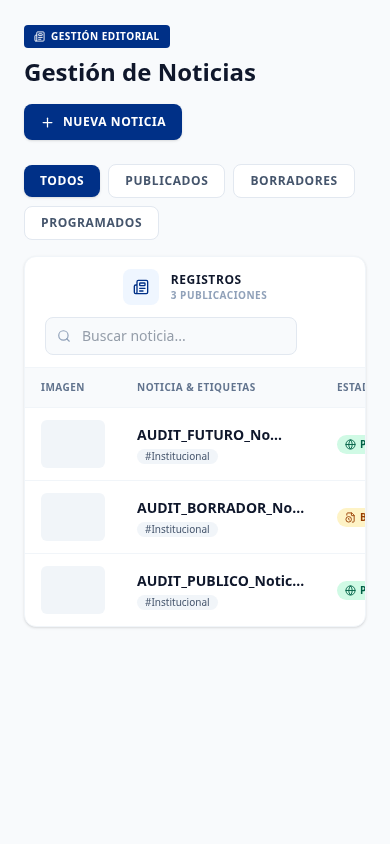 GESTIÓN EDITORIAL
Gestión de Noticias
NUEVA NOTICIA
TODOS PUBLICADOS BORRADORES
PROGRAMADOS
REGISTROS
3 PUBLICACIONES
Buscar noticia...
IMAGEN NOTICIA & ETIQUETAS
AUDIT_FUTURO_No...
#Institucional
AUDIT_BORRADOR_No...
#Institucional
AUDIT_PUBLICO_Notic...
#Institucional